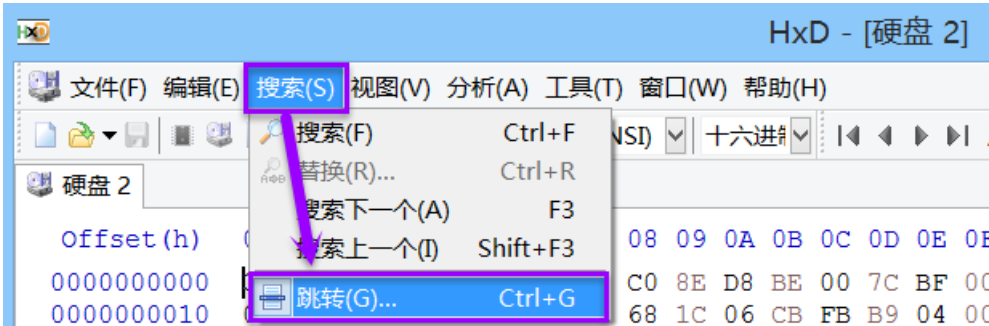 HxD - [硬盘 2]
文件(F) 编辑(E) 搜索(S) 视图(V) 分析(A) 工具(T) 窗口(W) 帮助(H)
搜索(F) Ctrl+F
NSI) 十六进制
替换(R)... Ctrl+R
硬盘 2
搜索下一个(A) F3
搜索上一个(I) Shift+F3
Offset(h) 08 09 0A 0B 0C 0D 0E
0000000000 C0 8E D8 BE 00 7C BF 00
跳转(G)... Ctrl+G
0000000010 68 1C 06 CB FB B9 04 00